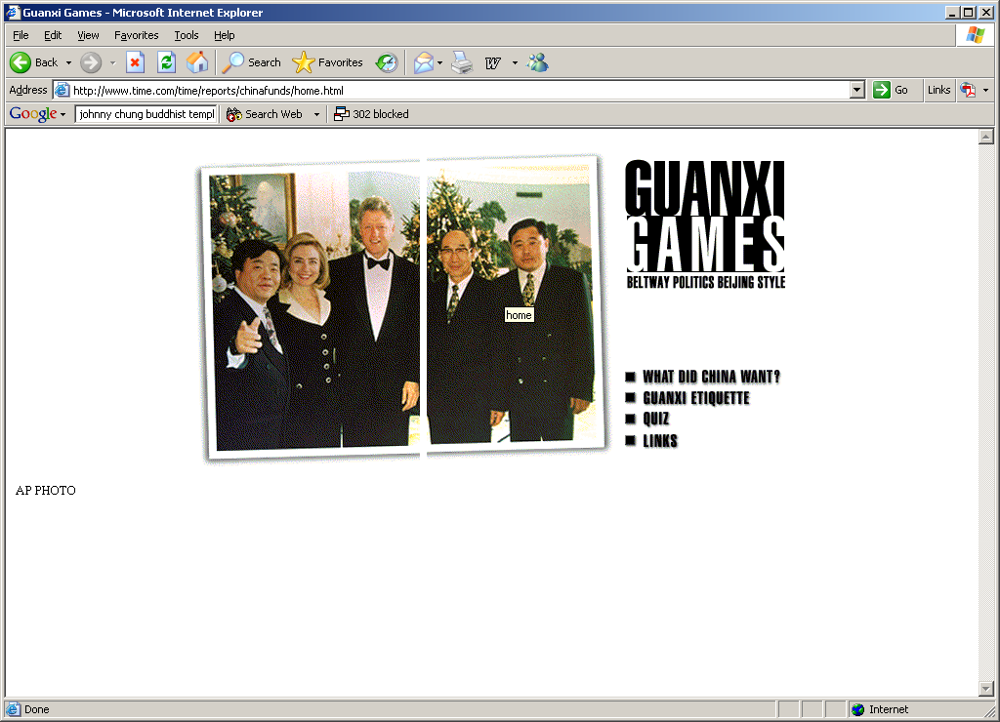 Guanxi Games - Microsoft Internet Explorer
File Edit View Favorites Tools Help
Back Search Favorites W
Address http://www.time.com/time/reports/chinafunds/home.html Go Links
Google johnny chung buddhist templ Search Web 302 blocked
GUANXI
GAMES
BELTWAY POLITICS BEIJING STYLE
home
WHAT DID CHINA WANT?
GUANXI ETIQUETTE
QUIZ
LINKS
AP PHOTO
Done Internet